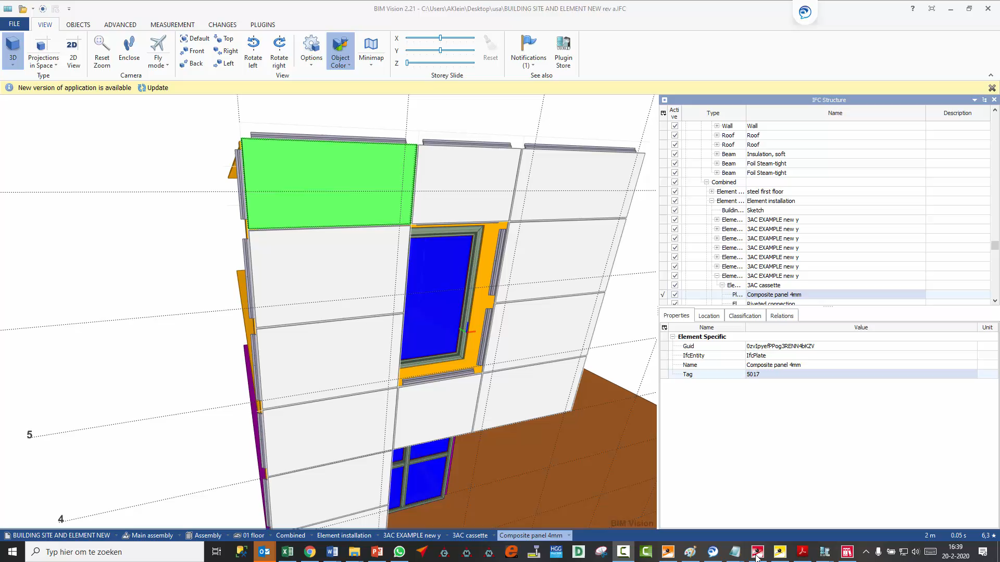 BIM Vision 2.21 - C:\Users\AKlein\Desktop\usa\BUILDING SITE AND ELEMENT NEW rev a.IFC
FILE VIEW OBJECTS ADVANCED MEASUREMENT CHANGES PLUGINS
3D
Projections in Space
2D
2D View
Reset Zoom
Enclose
Fly mode
Default Top
Front Right
Back Left
Rotate left
Rotate right
Options
Object Color
Minimap
X
Y
Z
Reset
Notifications (1)
Plugin Store
Type Camera View Storey Slide See also
New version of application is available Update
IFC Structure
Active Type Name Description
Wall Wall
Roof Roof
Roof Roof
Beam Insulation, soft
Beam Foil Steam-tight
Beam Foil Steam-tight
Combined
Element ... steel first floor
Element ... Element installation
Buildin... Sketch
Eleme... 3AC EXAMPLE new y
Eleme... 3AC EXAMPLE new y
Eleme... 3AC EXAMPLE new y
Eleme... 3AC EXAMPLE new y
Eleme... 3AC EXAMPLE new y
Eleme... 3AC EXAMPLE new y
Eleme... 3AC EXAMPLE new y
Ele... 3AC cassette
Pl... Composite panel 4mm
Riveted connection
Properties Location Classification Relations
Name Value Unit
Element Specific
Guid 0zvIpyefPPog3RENN4bKZV
IfcEntity IfcPlate
Name Composite panel 4mm
Tag 5017
5
4
BIM Vision
BUILDING SITE AND ELEMENT NEW Main assembly Assembly 01 floor Combined Element installation 3AC EXAMPLE new y 3AC cassette Composite panel 4mm 2 m 0.05 s 6,3
Typ hier om te zoeken
HGG
16:39
20-2-2020